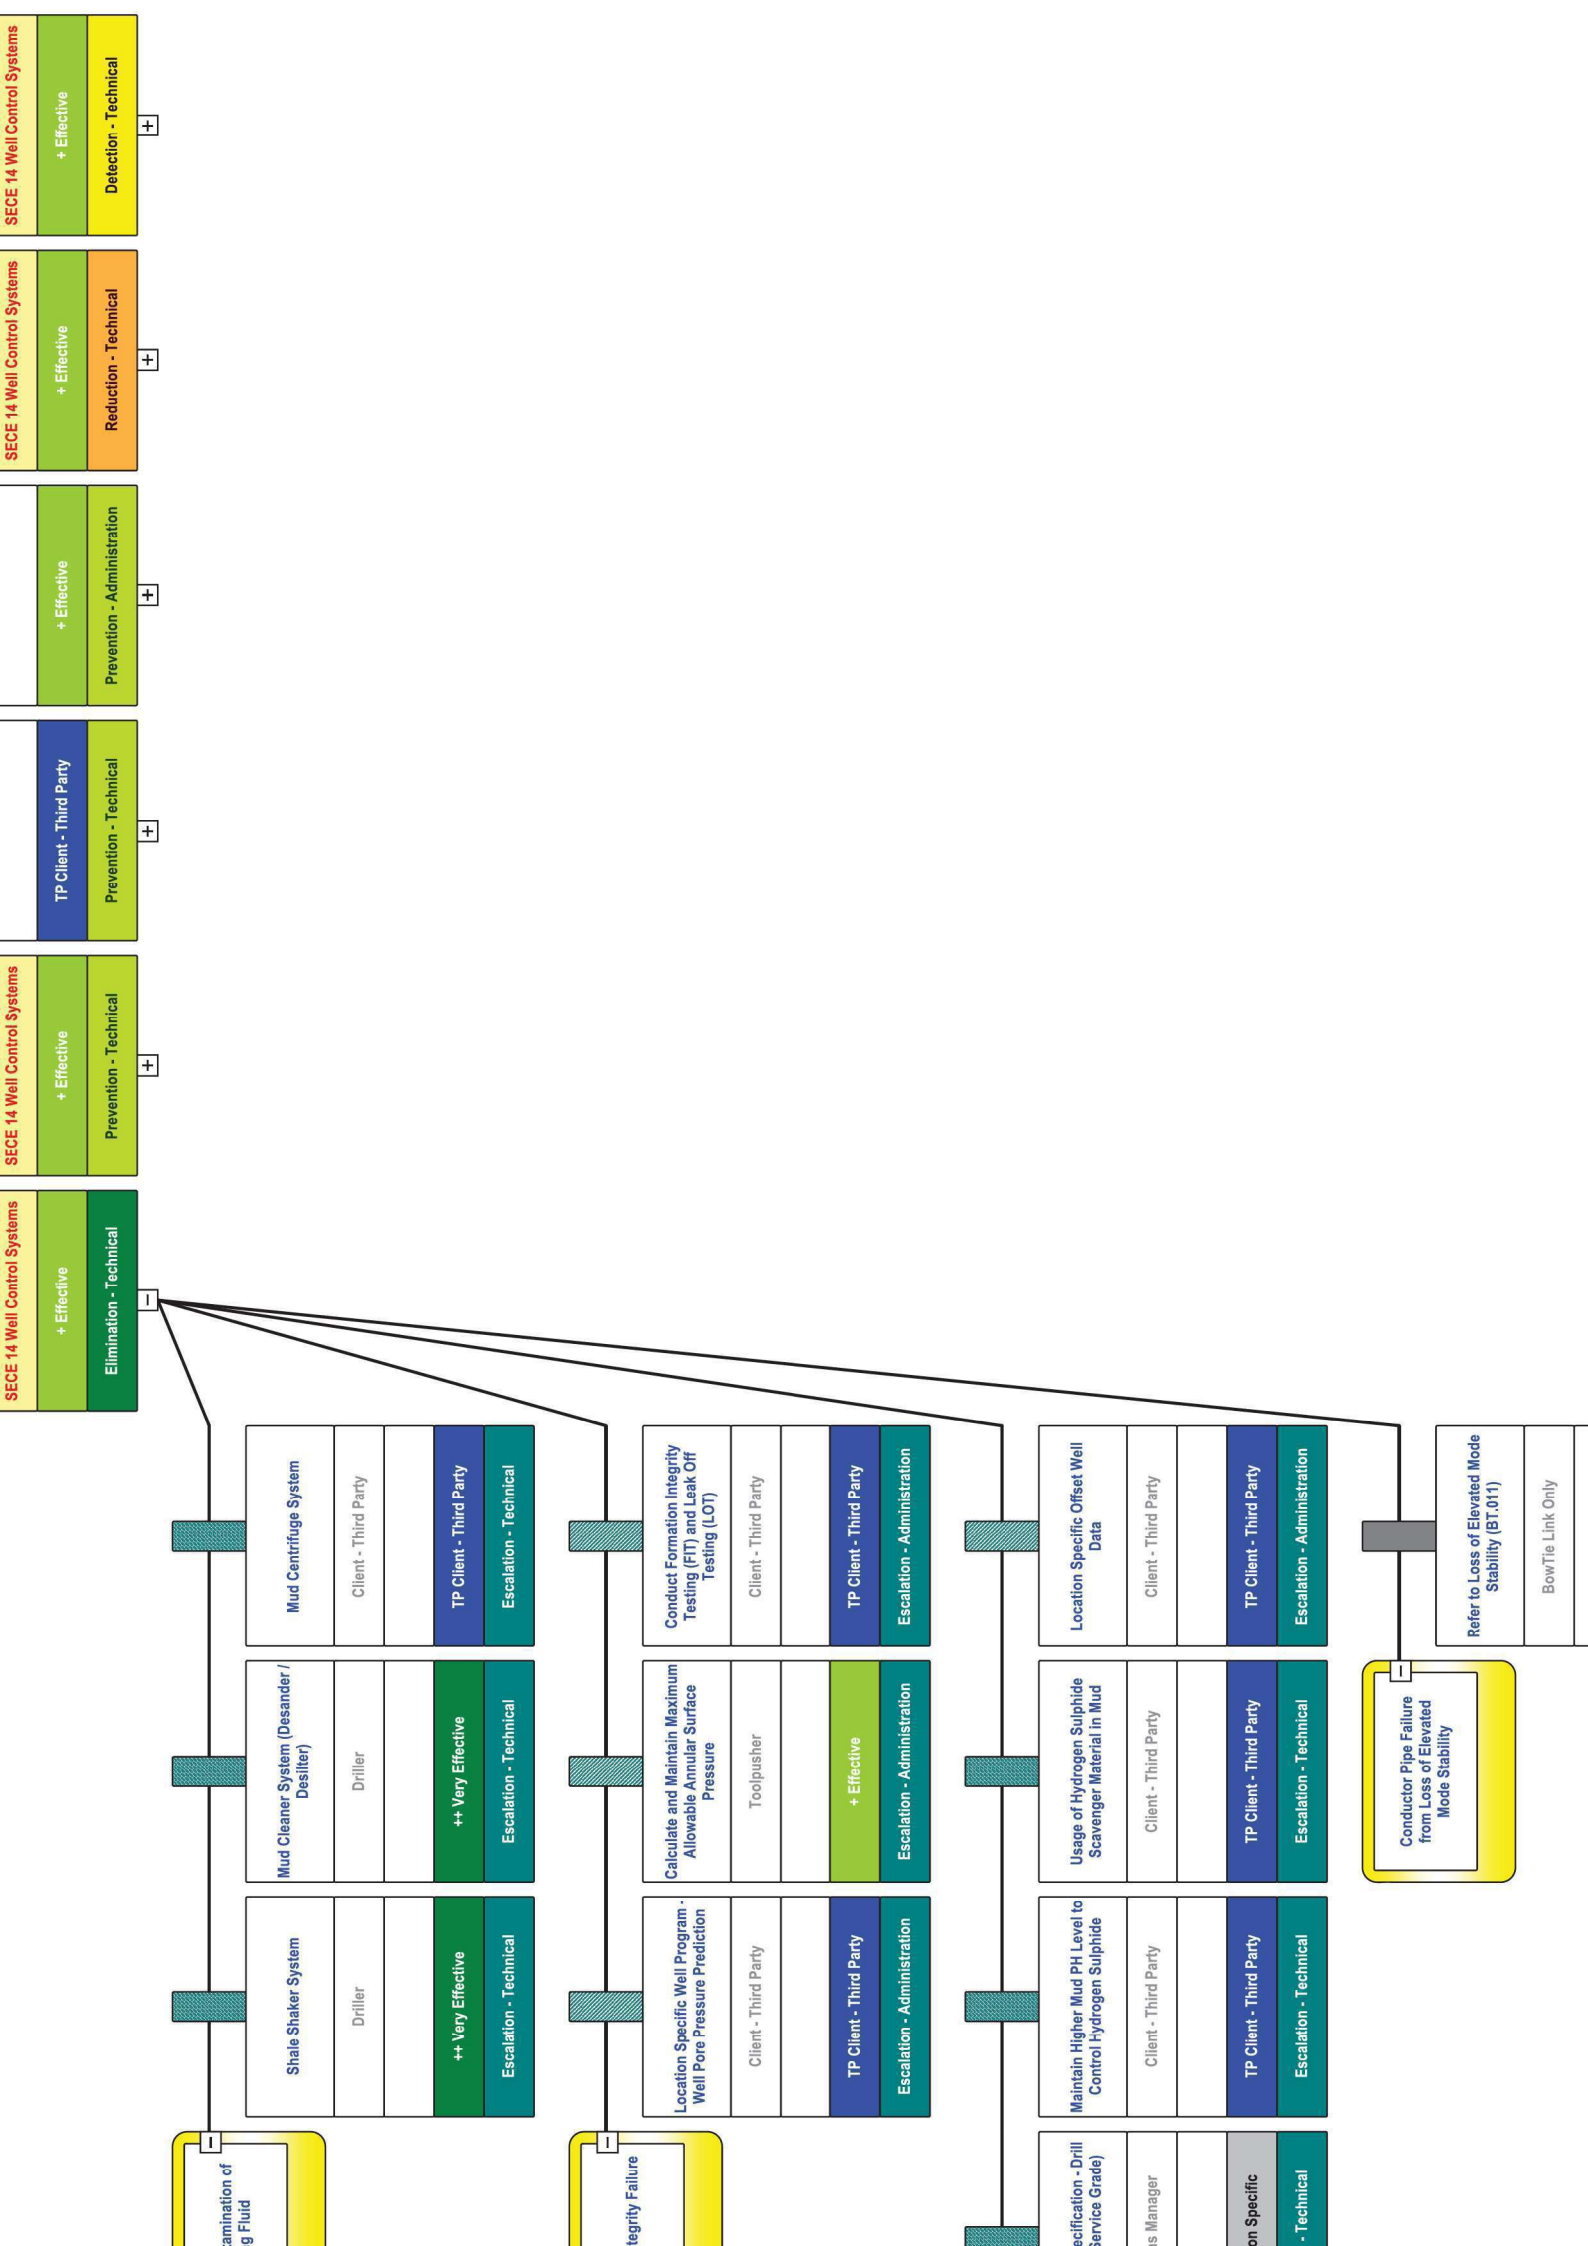 SECE 14 Well Control Systems
+ Effective
Elimination - Technical
SECE 14 Well Control Systems
+ Effective
Prevention - Technical
TP Client - Third Party
Prevention - Technical
+ Effective
Prevention - Administration
SECE 14 Well Control Systems
+ Effective
Reduction - Technical
SECE 14 Well Control Systems
+ Effective
Detection - Technical
tamination of
g Fluid
Shale Shaker System
Driller
++ Very Effective
Escalation - Technical
Mud Cleaner System (Desander /
Desilter)
Driller
++ Very Effective
Escalation - Technical
Mud Centrifuge System
Client - Third Party
TP Client - Third Party
Escalation - Technical
tegrity Failure
Location Specific Well Program -
Well Pore Pressure Prediction
Client - Third Party
TP Client - Third Party
Escalation - Administration
Calculate and Maintain Maximum
Allowable Annular Surface
Pressure
Toolpusher
+ Effective
Escalation - Administration
Conduct Formation Integrity
Testing (FIT) and Leak Off
Testing (LOT)
Client - Third Party
TP Client - Third Party
Escalation - Administration
ecification - Drill
Service Grade)
ns Manager
on Specific
- Technical
Maintain Higher Mud PH Level to
Control Hydrogen Sulphide
Client - Third Party
TP Client - Third Party
Escalation - Technical
Usage of Hydrogen Sulphide
Scavenger Material in Mud
Client - Third Party
TP Client - Third Party
Escalation - Technical
Location Specific Offset Well
Data
Client - Third Party
TP Client - Third Party
Escalation - Administration
Conductor Pipe Failure
from Loss of Elevated
Mode Stability
Refer to Loss of Elevated Mode
Stability (BT.011)
BowTie Link Only